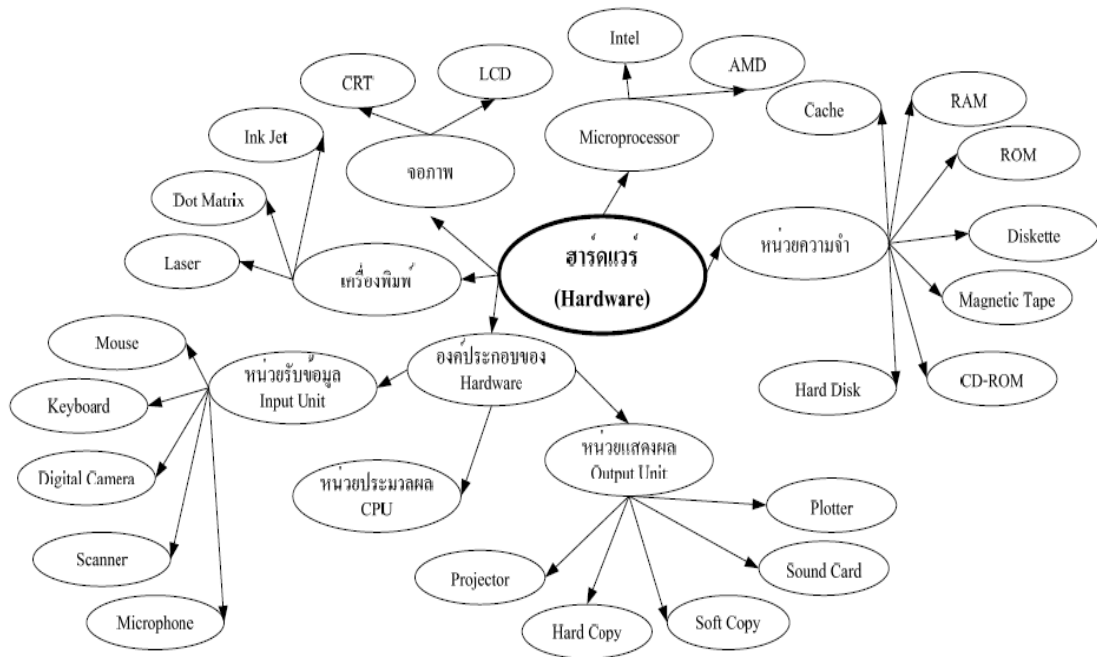 Intel
AMD
CRT
LCD
Cache
RAM
Ink Jet
Microprocessor
ROM
จอภาพ
Dot Matrix
ฮาร์ดแวร์
(Hardware)
หน่วยความจำ
Diskette
Laser
เครื่องพิมพ์
Magnetic Tape
Mouse
องค์ประกอบของ
Hardware
หน่วยรับข้อมูล
Input Unit
Hard Disk
CD-ROM
Keyboard
หน่วยแสดงผล
Output Unit
Digital Camera
หน่วยประมวลผล
CPU
Plotter
Scanner
Projector
Sound Card
Microphone
Hard Copy
Soft Copy